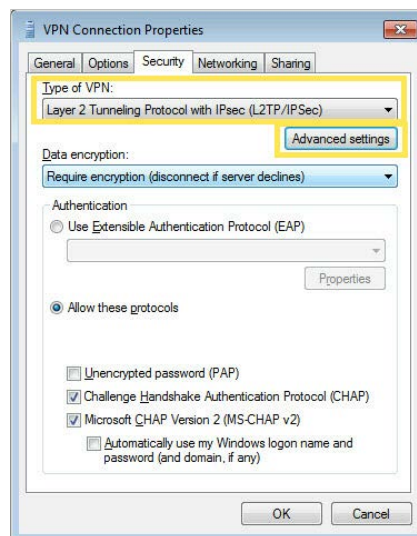 VPN Connection Properties
General Options Security Networking Sharing
Type of VPN:
Layer 2 Tunneling Protocol with IPsec (L2TP/IPSec)
Advanced settings
Data encryption:
Require encryption (disconnect if server declines)
Authentication
Use Extensible Authentication Protocol (EAP)
Properties
Allow these protocols
Unencrypted password (PAP)
Challenge Handshake Authentication Protocol (CHAP)
Microsoft CHAP Version 2 (MS-CHAP v2)
Automatically use my Windows logon name and
password (and domain, if any)
OK Cancel